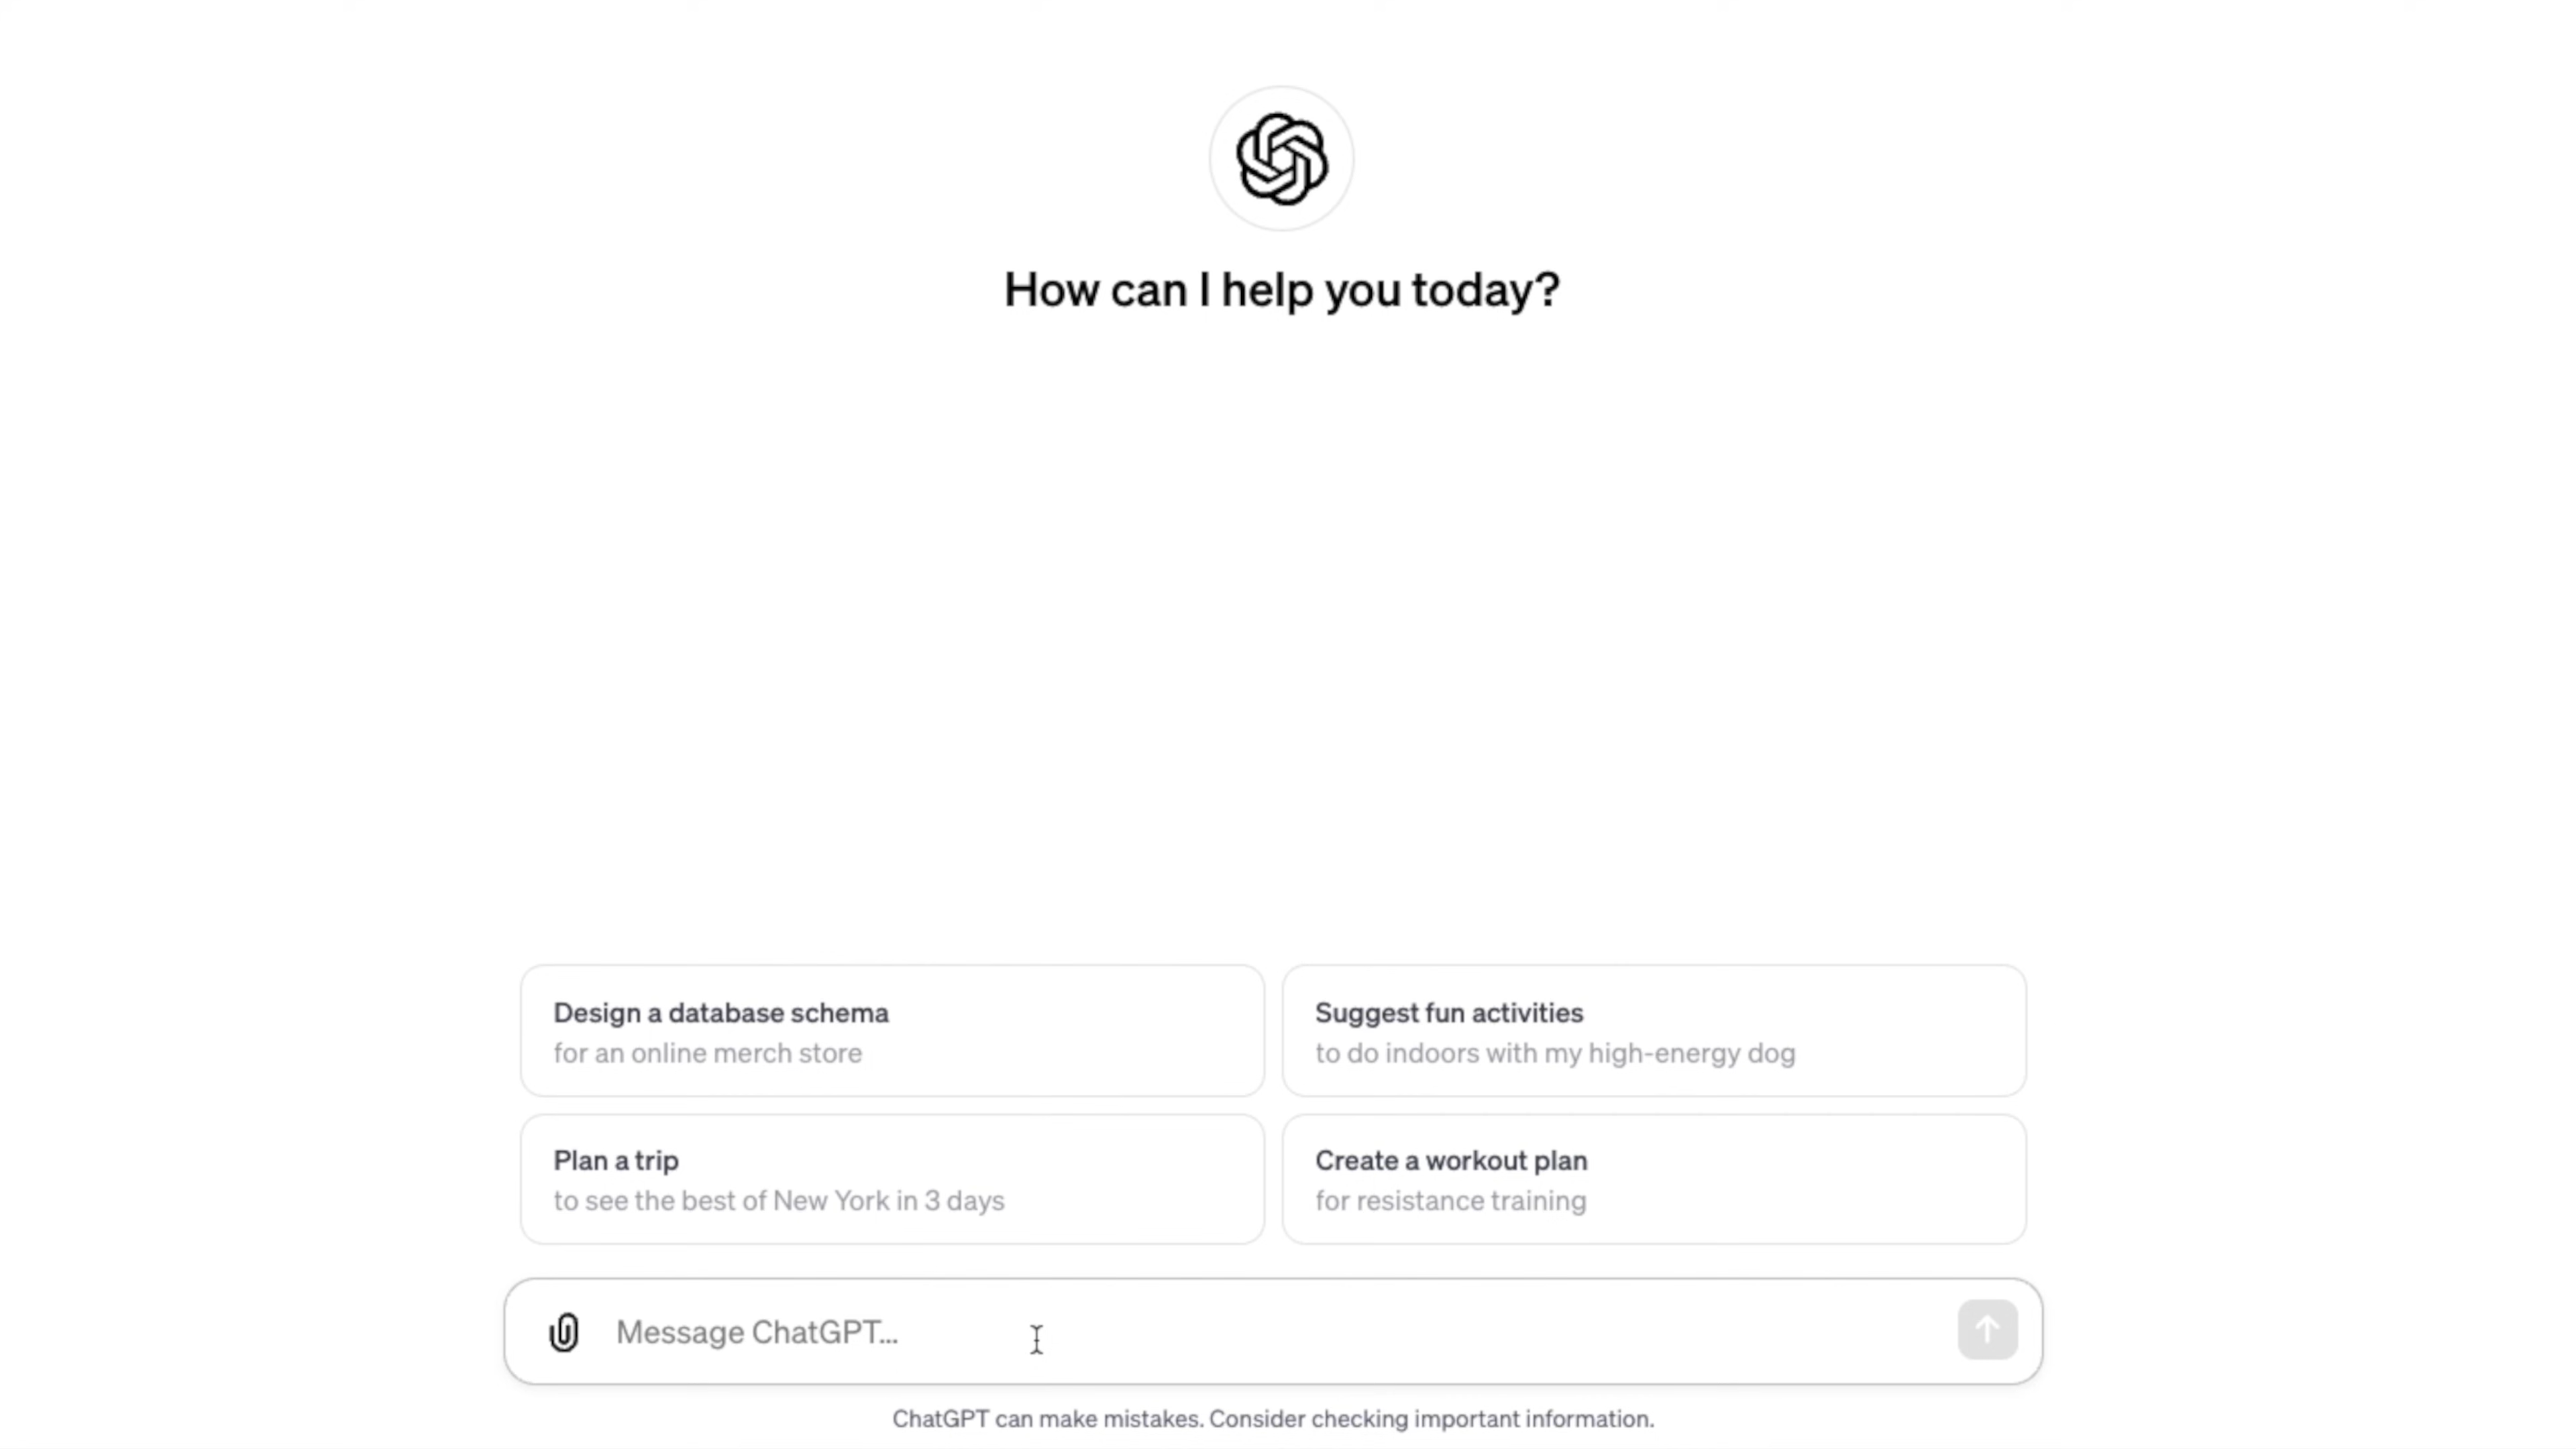 How can I help you today?
Design a database schema
for an online merch store
Suggest fun activities
to do indoors with my high-energy dog
Plan a trip
to see the best of New York in 3 days
Create a workout plan
for resistance training
Message ChatGPT...
ChatGPT can make mistakes. Consider checking important information.